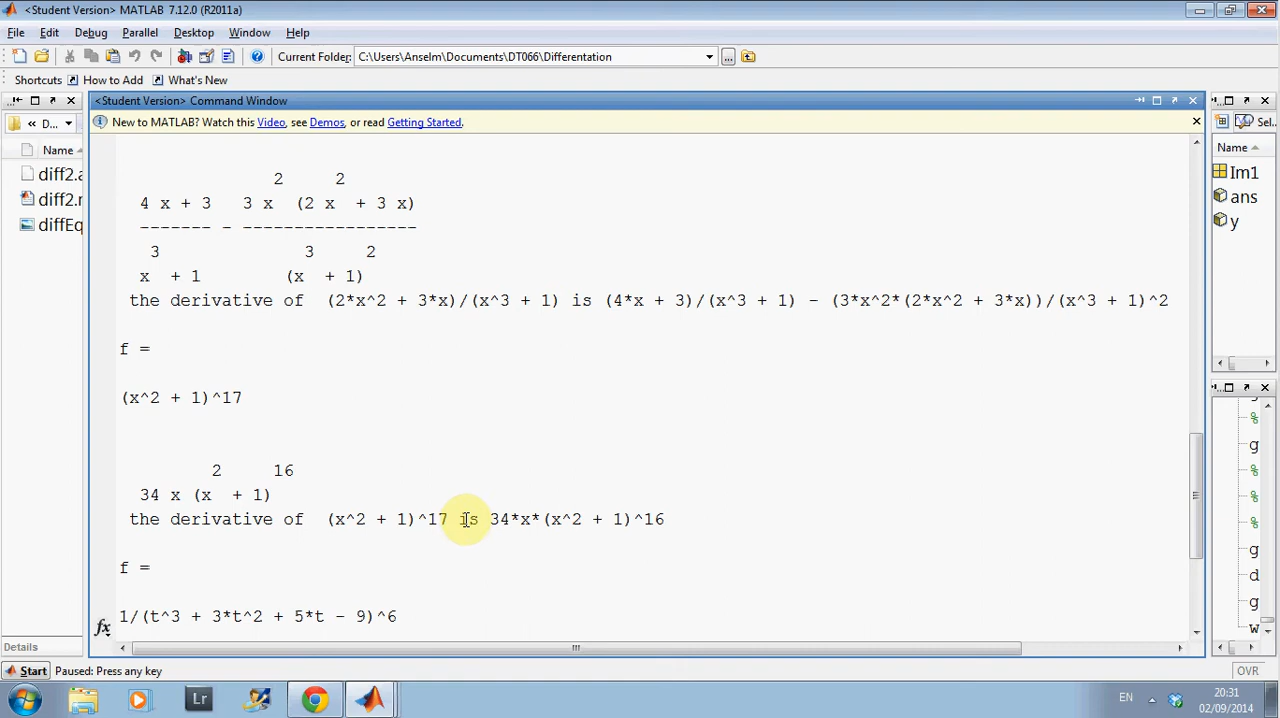 <Student Version> MATLAB 7.12.0 (R2011a)
File Edit Debug Parallel Desktop Window Help
Current Folder: C:\Users\Anselm\Documents\DT066\Differentation
Shortcuts How to Add What's New
<Student Version> Command Window
New to MATLAB? Watch this Video, see Demos, or read Getting Started.
« D...
Name
diff2.a
diff2.r
diffEq
Details
2 2
4 x + 3 3 x (2 x + 3 x)
------- - -----------------
3 3 2
x + 1 (x + 1)
the derivative of (2*x^2 + 3*x)/(x^3 + 1) is (4*x + 3)/(x^3 + 1) - (3*x^2*(2*x^2 + 3*x))/(x^3 + 1)^2
f =
(x^2 + 1)^17
2 16
34 x (x + 1)
the derivative of (x^2 + 1)^17 is 34*x*(x^2 + 1)^16
f =
1/(t^3 + 3*t^2 + 5*t - 9)^6
fx
Sel...
Name
Im1
ans
y
%
g
%
%
%
g
d
g
w
Start Paused: Press any key
OVR
Lr
EN
20:31
02/09/2014